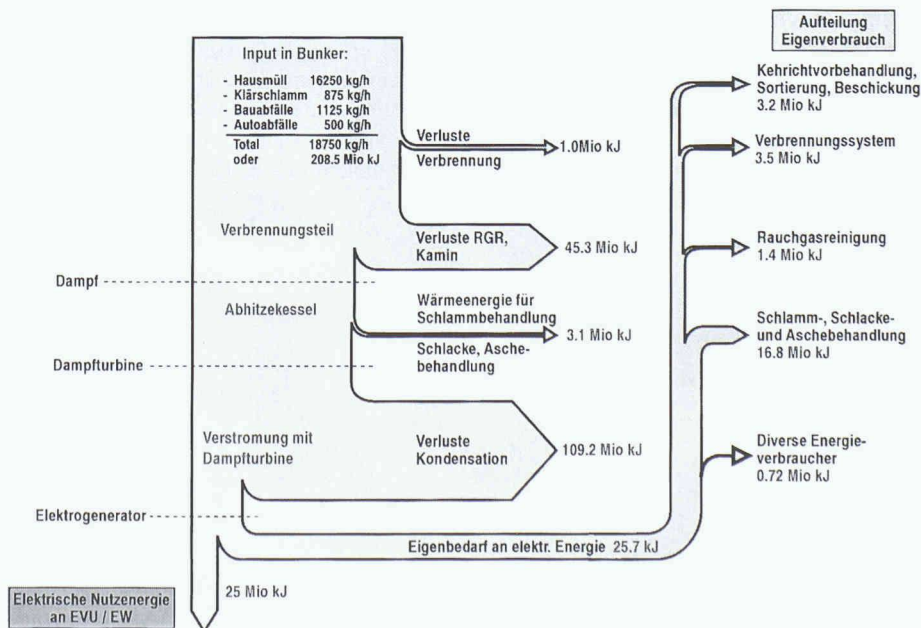 Aufteilung
Eigenverbrauch
Input in Bunker:
- Hausmüll 16250 kg/h
- Klärschlamm 875 kg/h
- Bauabfälle 1125 kg/h
- Autoabfälle 500 kg/h
Total 18750 kg/h
oder 208.5 Mio kJ
Verluste
Verbrennung
1.0Mio kJ
Verbrennungsteil
Verluste RGR,
Kamin
45.3 Mio kJ
Dampf
Abhitzekessel
Wärmeenergie für
Schlammbehandlung
3.1 Mio kJ
Schlacke, Asche-
behandlung
Dampfturbine
Verstromung mit
Dampfturbine
Verluste
Kondensation
109.2 Mio kJ
Elektrogenerator
Eigenbedarf an elektr. Energie 25.7 kJ
25 Mio kJ
Elektrische Nutzenergie
an EVU / EW
Kehrichtvorbehandlung,
Sortierung, Beschickung
3.2 Mio kJ
Verbrennungssystem
3.5 Mio kJ
Rauchgasreinigung
1.4 Mio kJ
Schlamm-, Schlacke-
und Aschebehandlung
16.8 Mio kJ
Diverse Energie-
verbraucher
0.72 Mio kJ